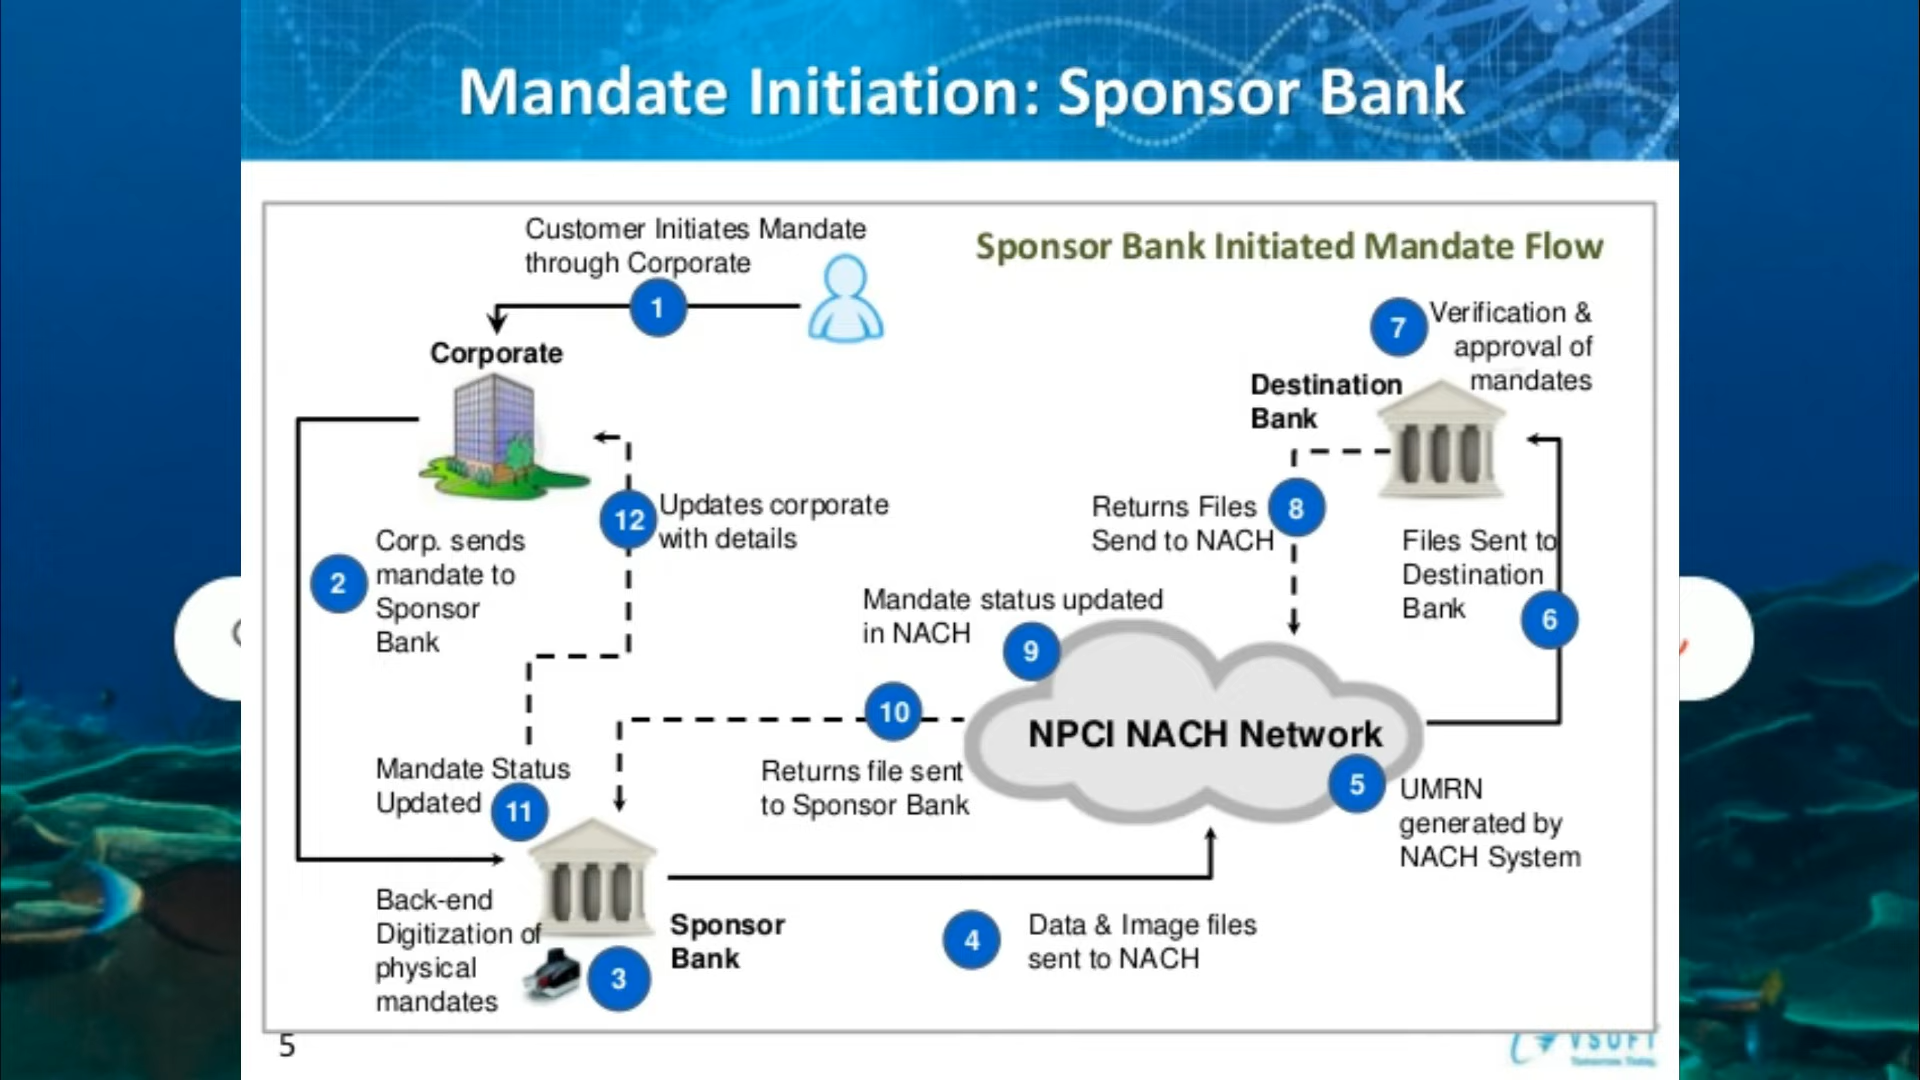 Mandate Initiation: Sponsor Bank
Sponsor Bank Initiated Mandate Flow
Customer Initiates Mandate
through Corporate
1
Corporate
2
Corp. sends
mandate to
Sponsor
Bank
Back-end
Digitization of
physical
mandates
3
Sponsor
Bank
4
Data & Image files
sent to NACH
NPCI NACH Network
5
UMRN
generated by
NACH System
6
Files Sent to
Destination
Bank
Destination
Bank
7
Verification &
approval of
mandates
8
Returns Files
Send to NACH
9
Mandate status updated
in NACH
10
Returns file sent
to Sponsor Bank
Mandate Status
Updated
11
12
Updates corporate
with details
5
VSOFT
Tomorrow. Today.